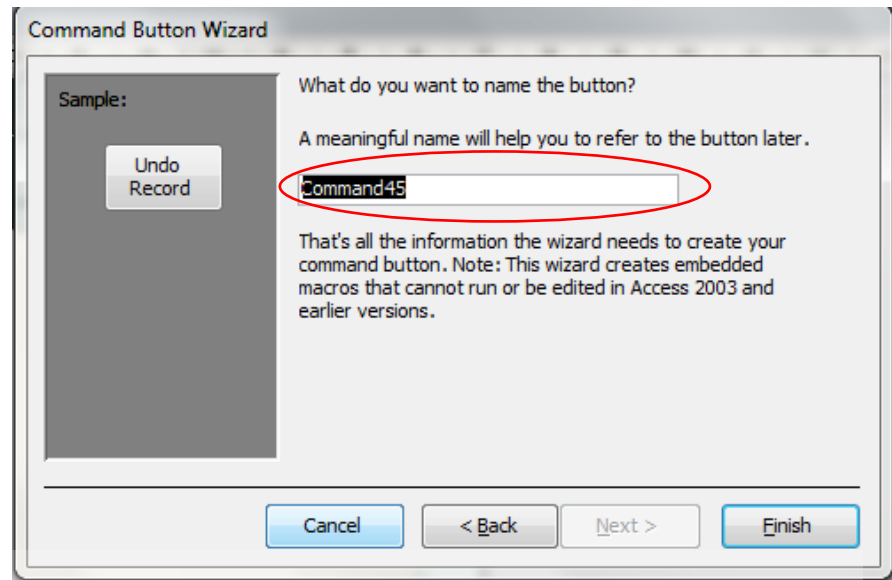 Command Button Wizard
Sample:
Undo
Record
What do you want to name the button?
A meaningful name will help you to refer to the button later.
Command45
That's all the information the wizard needs to create your
command button. Note: This wizard creates embedded
macros that cannot run or be edited in Access 2003 and
earlier versions.
Cancel
< Back
Next >
Finish